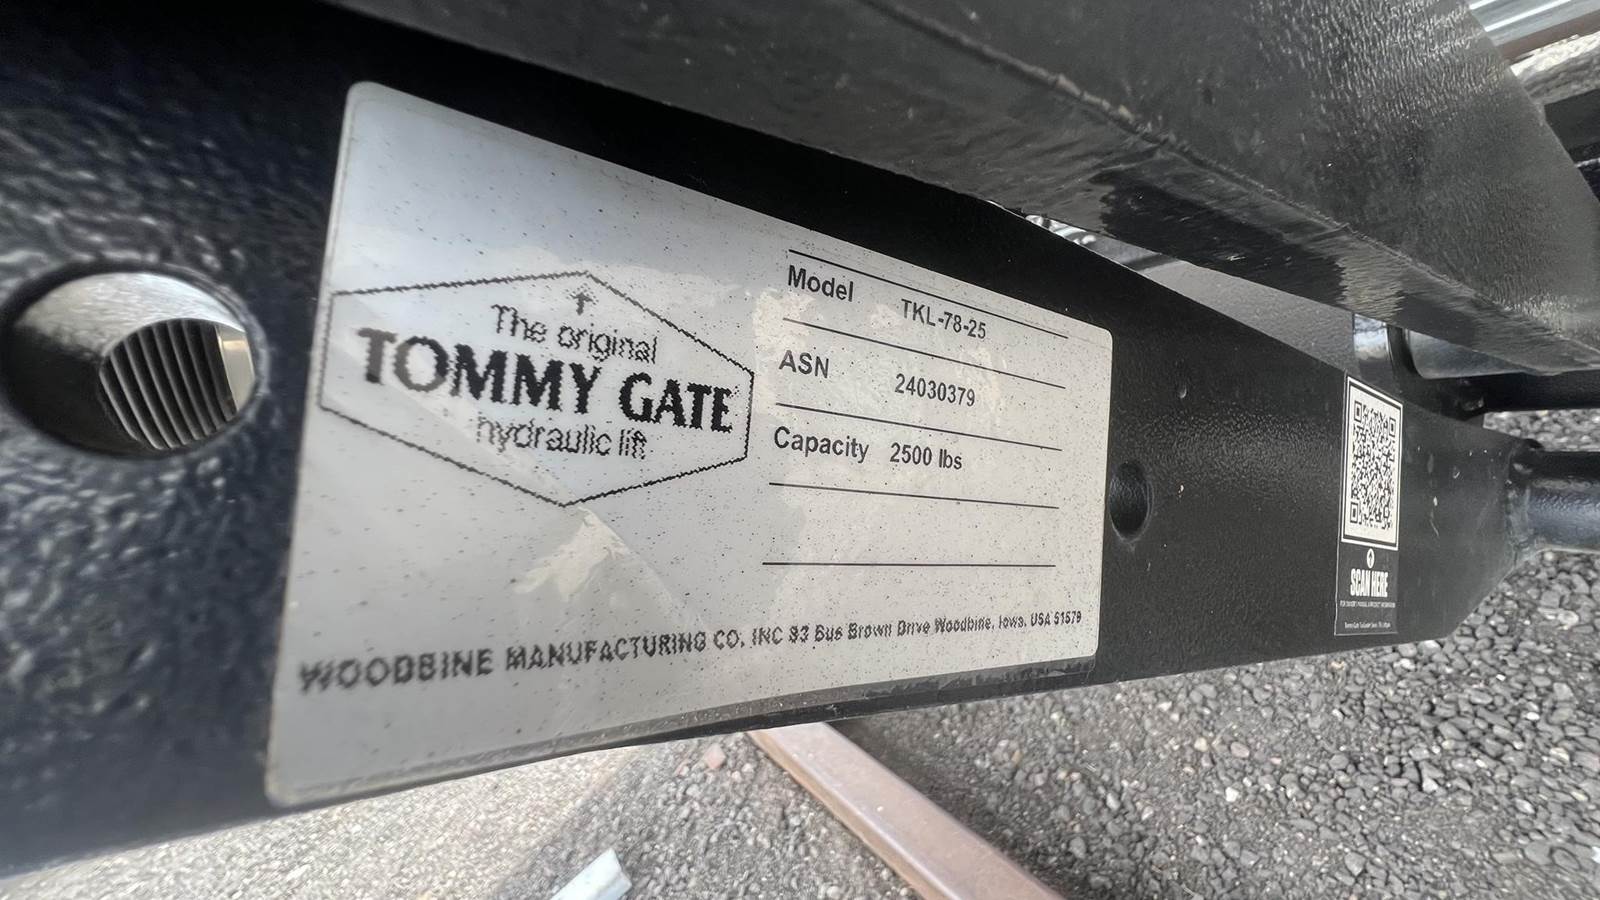 The original
TOMMY GATE
hydraulic lift
Model TKL-78-25
ASN 24030379
Capacity 2500 lbs
WOODBINE MANUFACTURING CO. INC 93 Bus Brown Drive Woodbine, Iowa, USA 51579
SCAN HERE